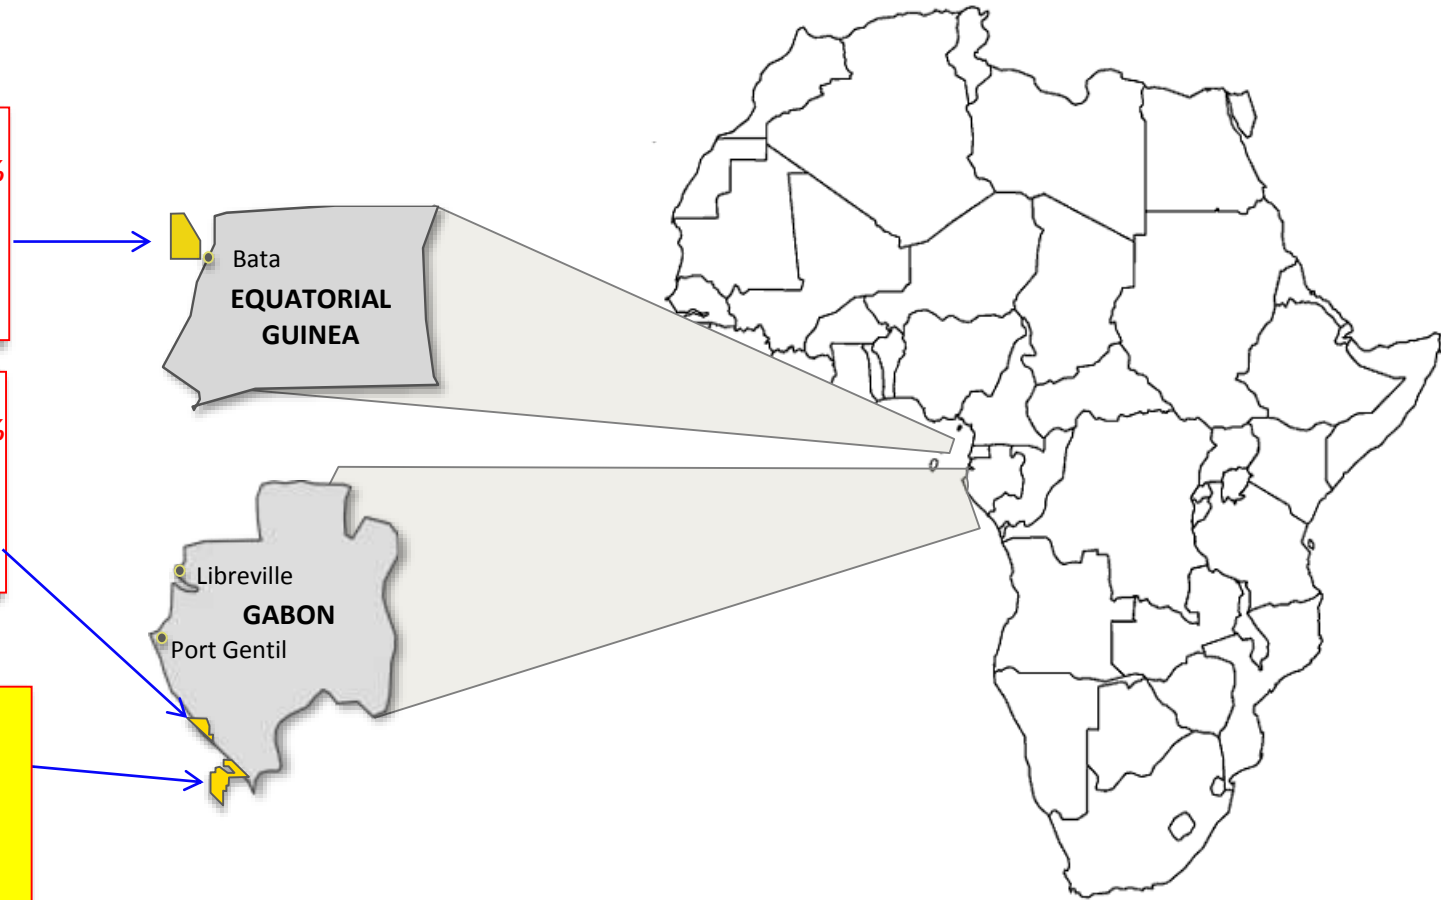 %
Bata
EQUATORIAL
GUINEA
%
Libreville
GABON
Port Gentil